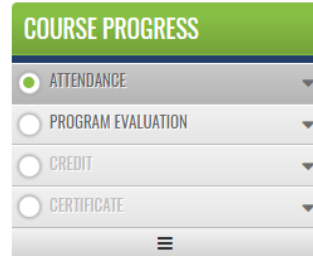 COURSE PROGRESS
ATTENDANCE
PROGRAM EVALUATION
CREDIT
CERTIFICATE